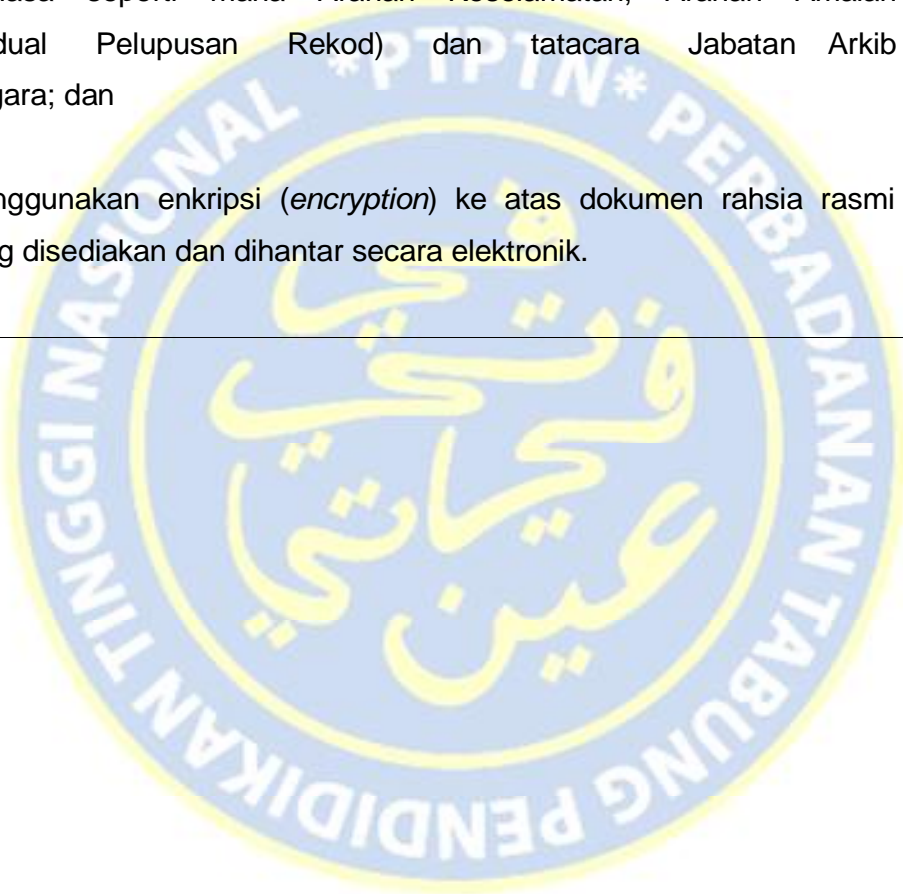 nasa seperti mana Arahan Keselamatan, Arahan Amalan
dual Pelupusan Rekod) dan tatacara Jabatan Arkib
gara; dan
nggunakan enkripsi (encryption) ke atas dokumen rahsia rasmi
g disediakan dan dihantar secara elektronik.
*PTPTN* PERBADANAN TABUNG PENDIDIKAN TINGGI NASIONAL